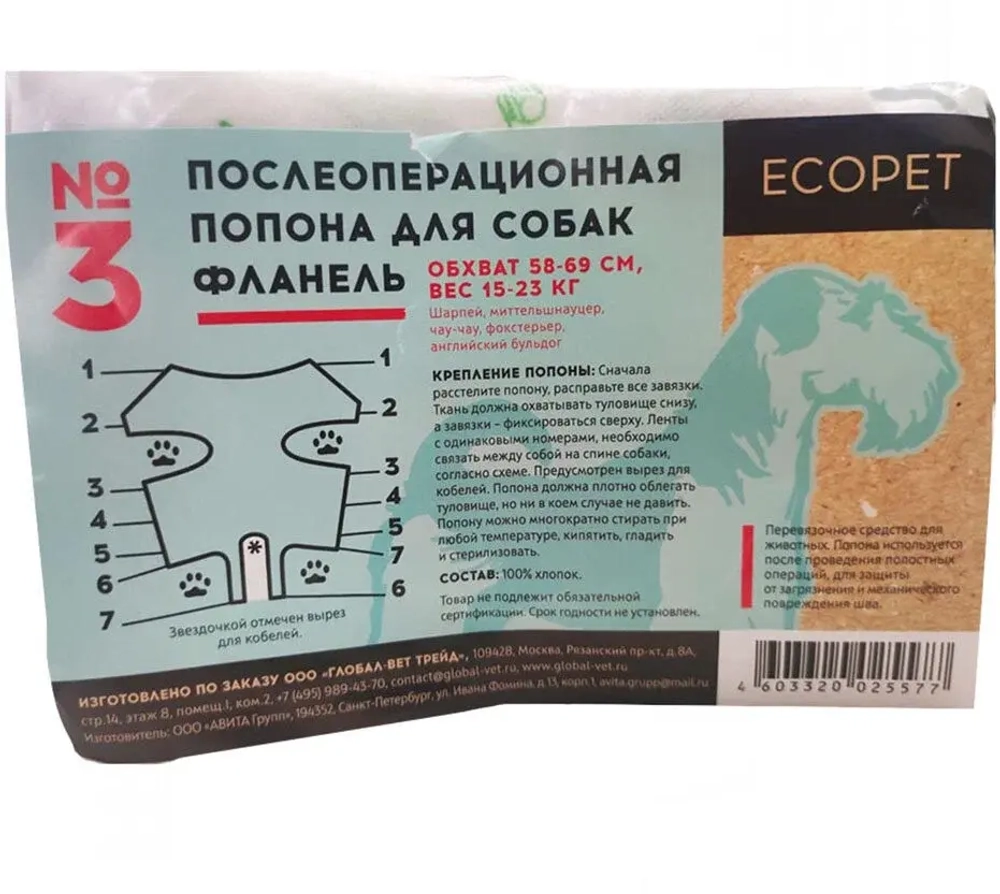 №
3
ПОСЛЕОПЕРАЦИОННАЯ
ПОПОНА ДЛЯ СОБАК
ФЛАНЕЛЬ
ОБХВАТ 58-69 СМ,
ВЕС 15-23 КГ
Шарпей, миттельшнауцер,
чау-чау, фокстерьер,
английский бульдог
ECOPET
1
1
2
2
3
3
4
4
5
5
6
7
7
6
*
Звездочкой отмечен вырез
для кобелей.
КРЕПЛЕНИЕ ПОПОНЫ: Сначала
расстелите попону, расправьте все завязки.
Ткань должна охватывать туловище снизу,
а завязки – фиксироваться сверху. Ленты
с одинаковыми номерами, необходимо
связать между собой на спине собаки,
согласно схеме. Предусмотрен вырез для
кобелей. Попона должна плотно облегать
туловище, но ни в коем случае не давить.
Попону можно многократно стирать при
любой температуре, кипятить, гладить
и стерилизовать.
СОСТАВ: 100% хлопок.
Товар не подлежит обязательной
сертификации. Срок годности не установлен.
Перевязочное средство для
животных. Попона используется
после проведения полостных
операций, для защиты
от загрязнения и механического
повреждения шва.
ИЗГОТОВЛЕНО ПО ЗАКАЗУ ООО «ГЛОБАЛ-ВЕТ ТРЕЙД», 109428, Москва, Рязанский пр-кт, д.8А,
стр.14, этаж 8, помещ.I, ком.2, +7 (495) 989-43-70, contact@global-vet.ru, www.global-vet.ru
Изготовитель: ООО «АВИТА Групп», 194352, Санкт-Петербург, ул. Ивана Фомина, д.13, корп.1, avita.grupp@mail.ru
4 603320 025577